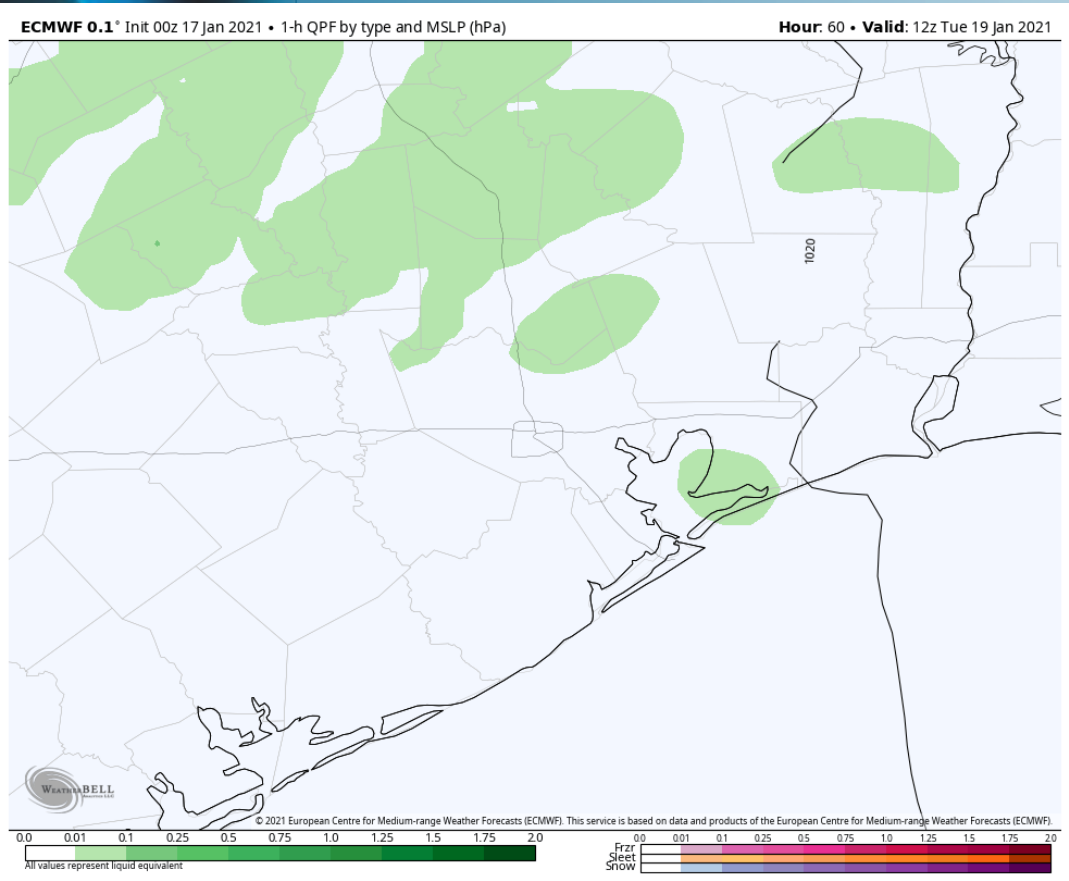 ECMWF 0.1° Init 00z 17 Jan 2021 • 1-h QPF by type and MSLP (hPa)
Hour: 60 • Valid: 12z Tue 19 Jan 2021
1020
WeatherBELL
Analytics LLC
© 2021 European Centre for Medium-range Weather Forecasts (ECMWF). This service is based on data and products of the European Centre for Medium-range Weather Forecasts (ECMWF).
0.0 0.01 0.1 0.25 0.5 0.75 1.0 1.25 1.5 1.75 2.0
All values represent liquid equivalent
0.0 0.01 0.1 0.25 0.5 0.75 1.0 1.25 1.5 1.75 2.0
Frzr
Sleet
Snow